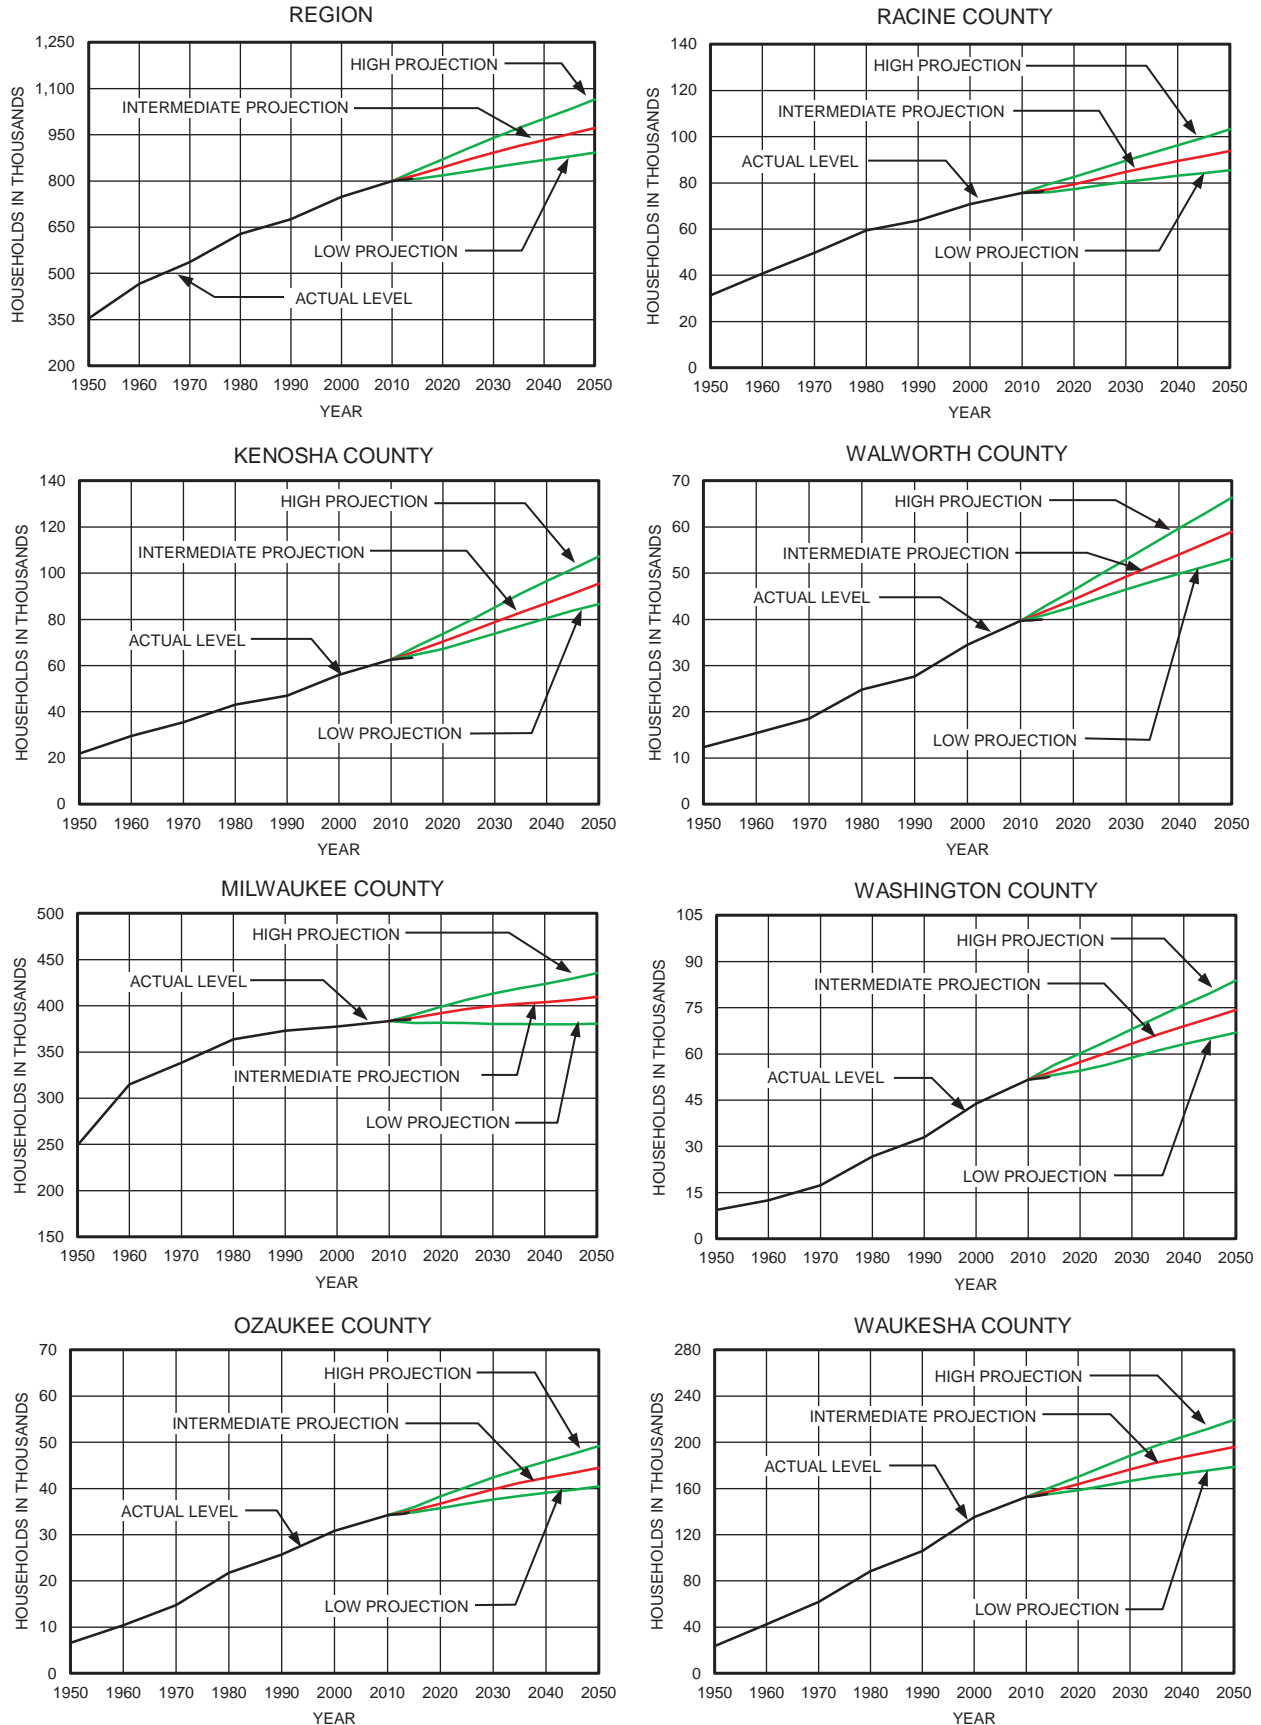 REGION
HOUSEHOLDS IN THOUSANDS
1,250
1,100
950
800
650
500
350
200
HIGH PROJECTION
INTERMEDIATE PROJECTION
LOW PROJECTION
ACTUAL LEVEL
1950 1960 1970 1980 1990 2000 2010 2020 2030 2040 2050
YEAR
RACINE COUNTY
HOUSEHOLDS IN THOUSANDS
140
120
100
80
60
40
20
0
HIGH PROJECTION
INTERMEDIATE PROJECTION
ACTUAL LEVEL
LOW PROJECTION
1950 1960 1970 1980 1990 2000 2010 2020 2030 2040 2050
YEAR
KENOSHA COUNTY
HOUSEHOLDS IN THOUSANDS
140
120
100
80
60
40
20
0
HIGH PROJECTION
INTERMEDIATE PROJECTION
ACTUAL LEVEL
LOW PROJECTION
1950 1960 1970 1980 1990 2000 2010 2020 2030 2040 2050
YEAR
WALWORTH COUNTY
HOUSEHOLDS IN THOUSANDS
70
60
50
40
30
20
10
0
HIGH PROJECTION
INTERMEDIATE PROJECTION
ACTUAL LEVEL
LOW PROJECTION
1950 1960 1970 1980 1990 2000 2010 2020 2030 2040 2050
YEAR
MILWAUKEE COUNTY
HOUSEHOLDS IN THOUSANDS
500
450
400
350
300
250
200
150
HIGH PROJECTION
ACTUAL LEVEL
INTERMEDIATE PROJECTION
LOW PROJECTION
1950 1960 1970 1980 1990 2000 2010 2020 2030 2040 2050
YEAR
WASHINGTON COUNTY
HOUSEHOLDS IN THOUSANDS
105
90
75
60
45
30
15
0
HIGH PROJECTION
INTERMEDIATE PROJECTION
ACTUAL LEVEL
LOW PROJECTION
1950 1960 1970 1980 1990 2000 2010 2020 2030 2040 2050
YEAR
OZAUKEE COUNTY
HOUSEHOLDS IN THOUSANDS
70
60
50
40
30
20
10
0
HIGH PROJECTION
INTERMEDIATE PROJECTION
ACTUAL LEVEL
LOW PROJECTION
1950 1960 1970 1980 1990 2000 2010 2020 2030 2040 2050
YEAR
WAUKESHA COUNTY
HOUSEHOLDS IN THOUSANDS
280
240
200
160
120
80
40
0
HIGH PROJECTION
INTERMEDIATE PROJECTION
ACTUAL LEVEL
LOW PROJECTION
1950 1960 1970 1980 1990 2000 2010 2020 2030 2040 2050
YEAR